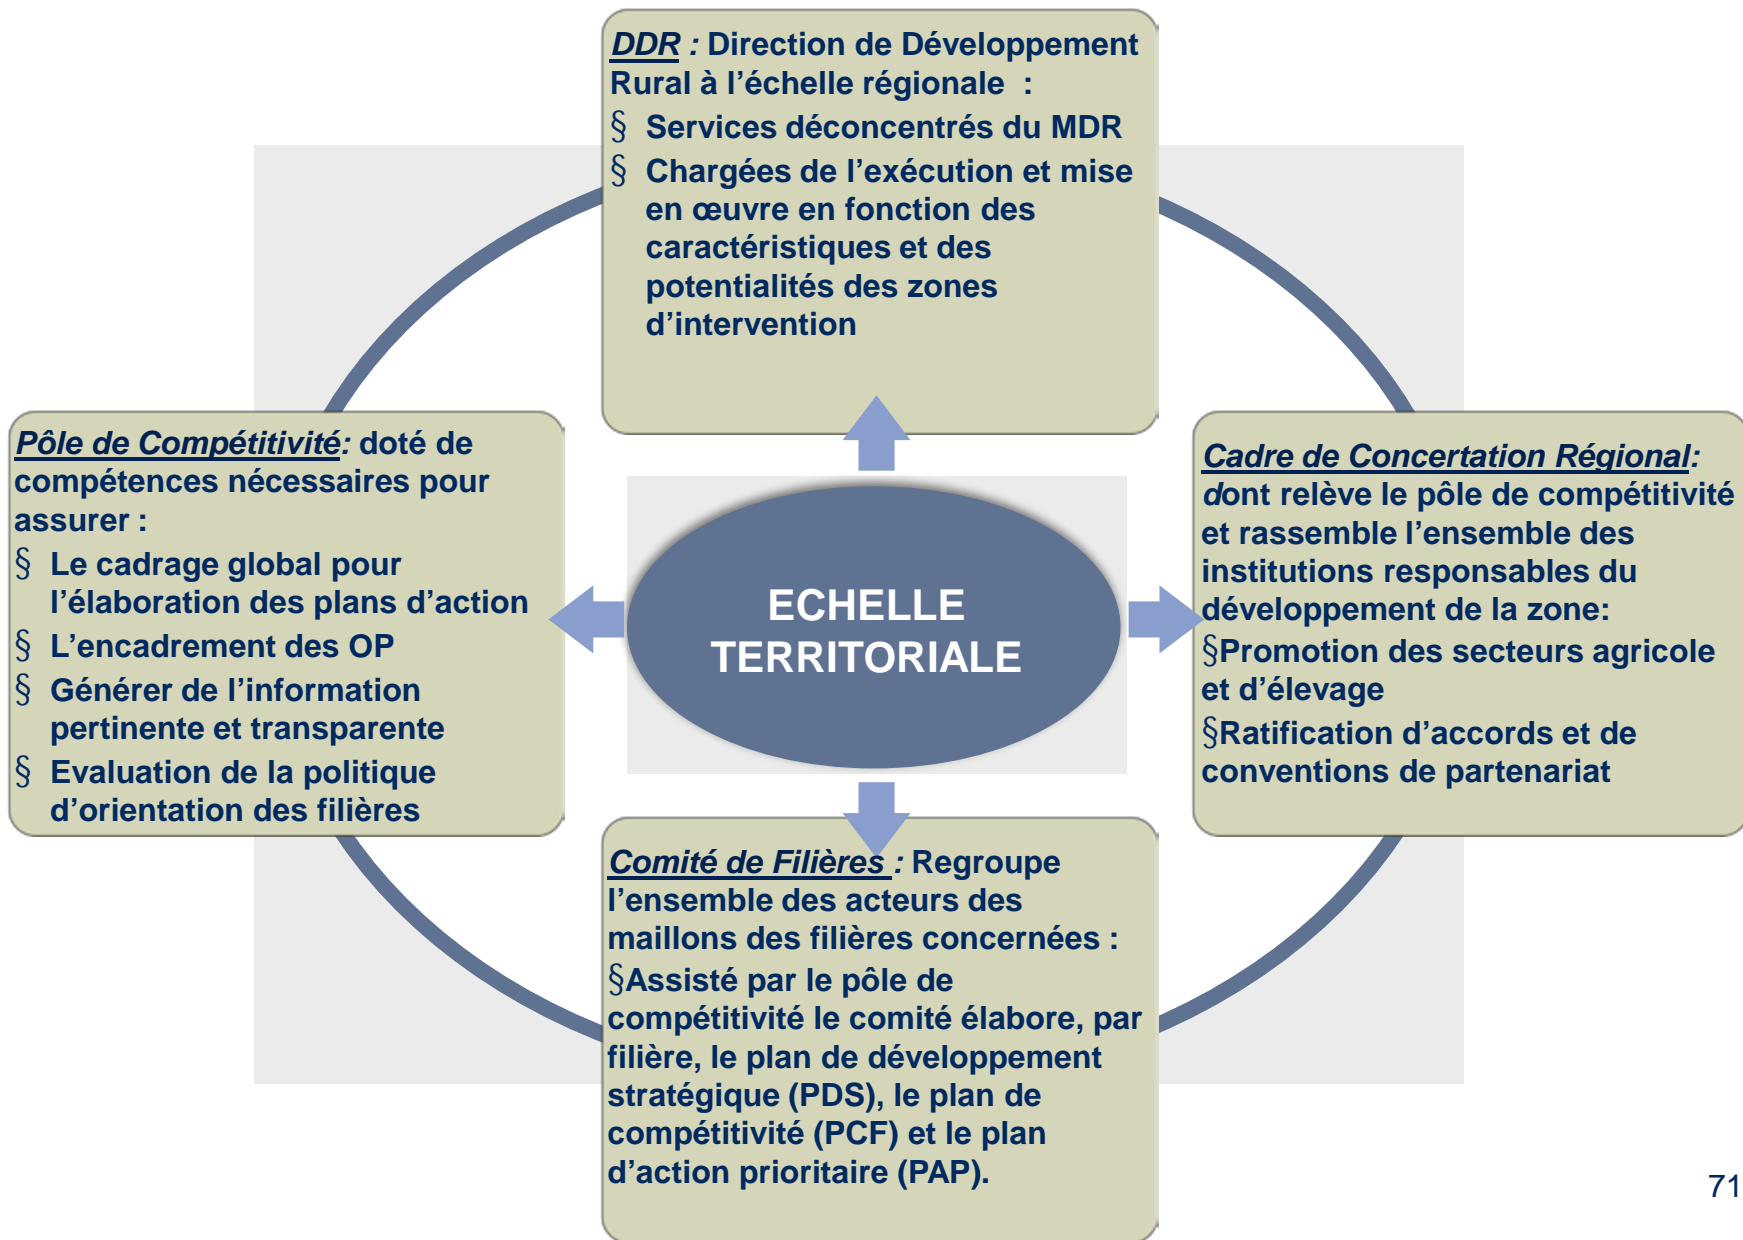 DDR : Direction de Développement
Rural à l’échelle régionale :
§ Services déconcentrés du MDR
§ Chargées de l’exécution et mise
en œuvre en fonction des
caractéristiques et des
potentialités des zones
d’intervention
Pôle de Compétitivité: doté de
compétences nécessaires pour
assurer :
§ Le cadrage global pour
l’élaboration des plans d’action
§ L’encadrement des OP
§ Générer de l’information
pertinente et transparente
§ Evaluation de la politique
d’orientation des filières
ECHELLE
TERRITORIALE
Cadre de Concertation Régional:
dont relève le pôle de compétitivité
et rassemble l’ensemble des
institutions responsables du
développement de la zone:
§Promotion des secteurs agricole
et d’élevage
§Ratification d’accords et de
conventions de partenariat
Comité de Filières : Regroupe
l’ensemble des acteurs des
maillons des filières concernées :
§Assisté par le pôle de
compétitivité le comité élabore, par
filière, le plan de développement
stratégique (PDS), le plan de
compétitivité (PCF) et le plan
d’action prioritaire (PAP).
71